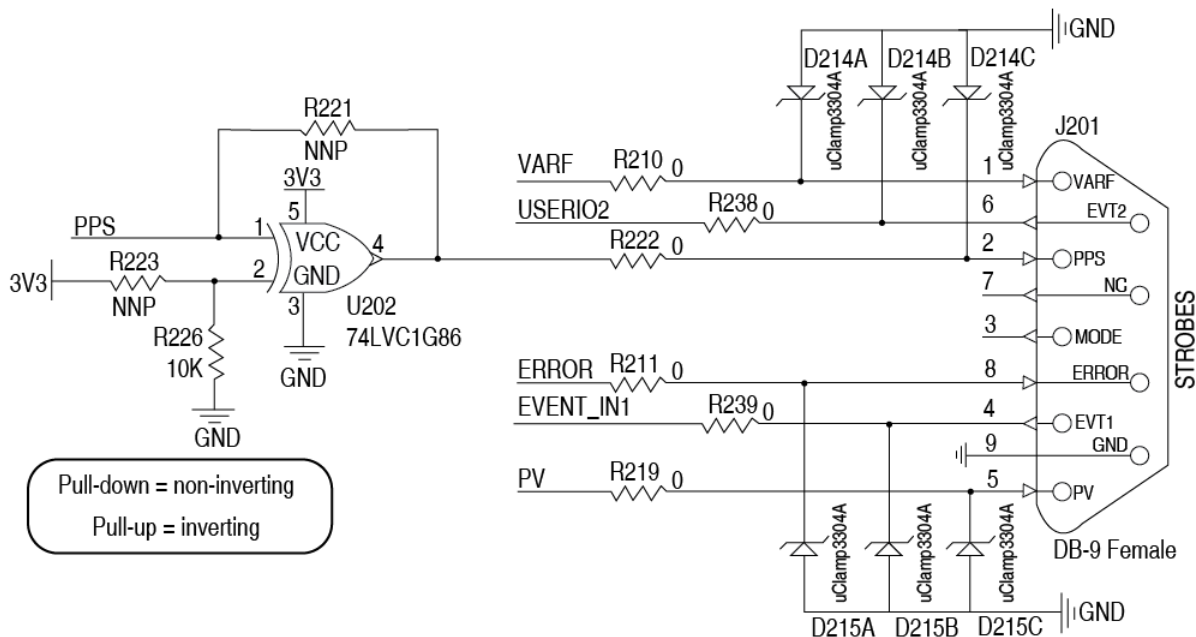 GND
D214A
D214B
D214C
uClamp3304A
uClamp3304A
uClamp3304A
J201
R221
NNP
3V3
5
PPS
1
VCC
4
2
GND
3
U202
74LVC1G86
GND
3V3
R223
NNP
R226
10K
GND
Pull-down = non-inverting
Pull-up = inverting
VARF
R210
0
1
VARF
USERIO2
R238
0
6
EVT2
R222
0
2
PPS
7
NC
3
MODE
ERROR
R211
0
8
ERROR
EVENT_IN1
R239
0
4
EVT1
9
GND
PV
R219
0
5
PV
STROBES
DB-9 Female
uClamp3304A
uClamp3304A
uClamp3304A
D215A
D215B
D215C
GND